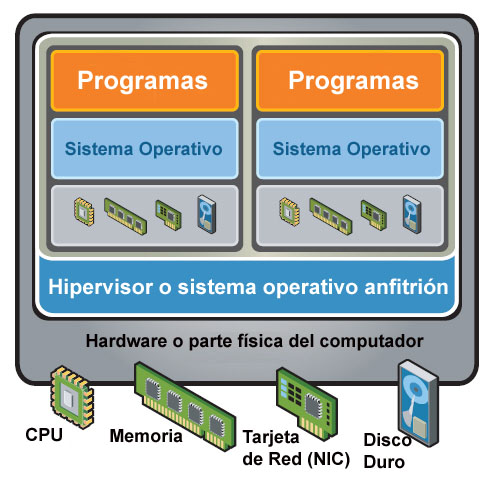 Programas
Programas
Sistema Operativo
Sistema Operativo
Hipervisor o sistema operativo anfitrión
Hardware o parte física del computador
CPU
Memoria
Tarjeta
de Red (NIC)
Disco
Duro